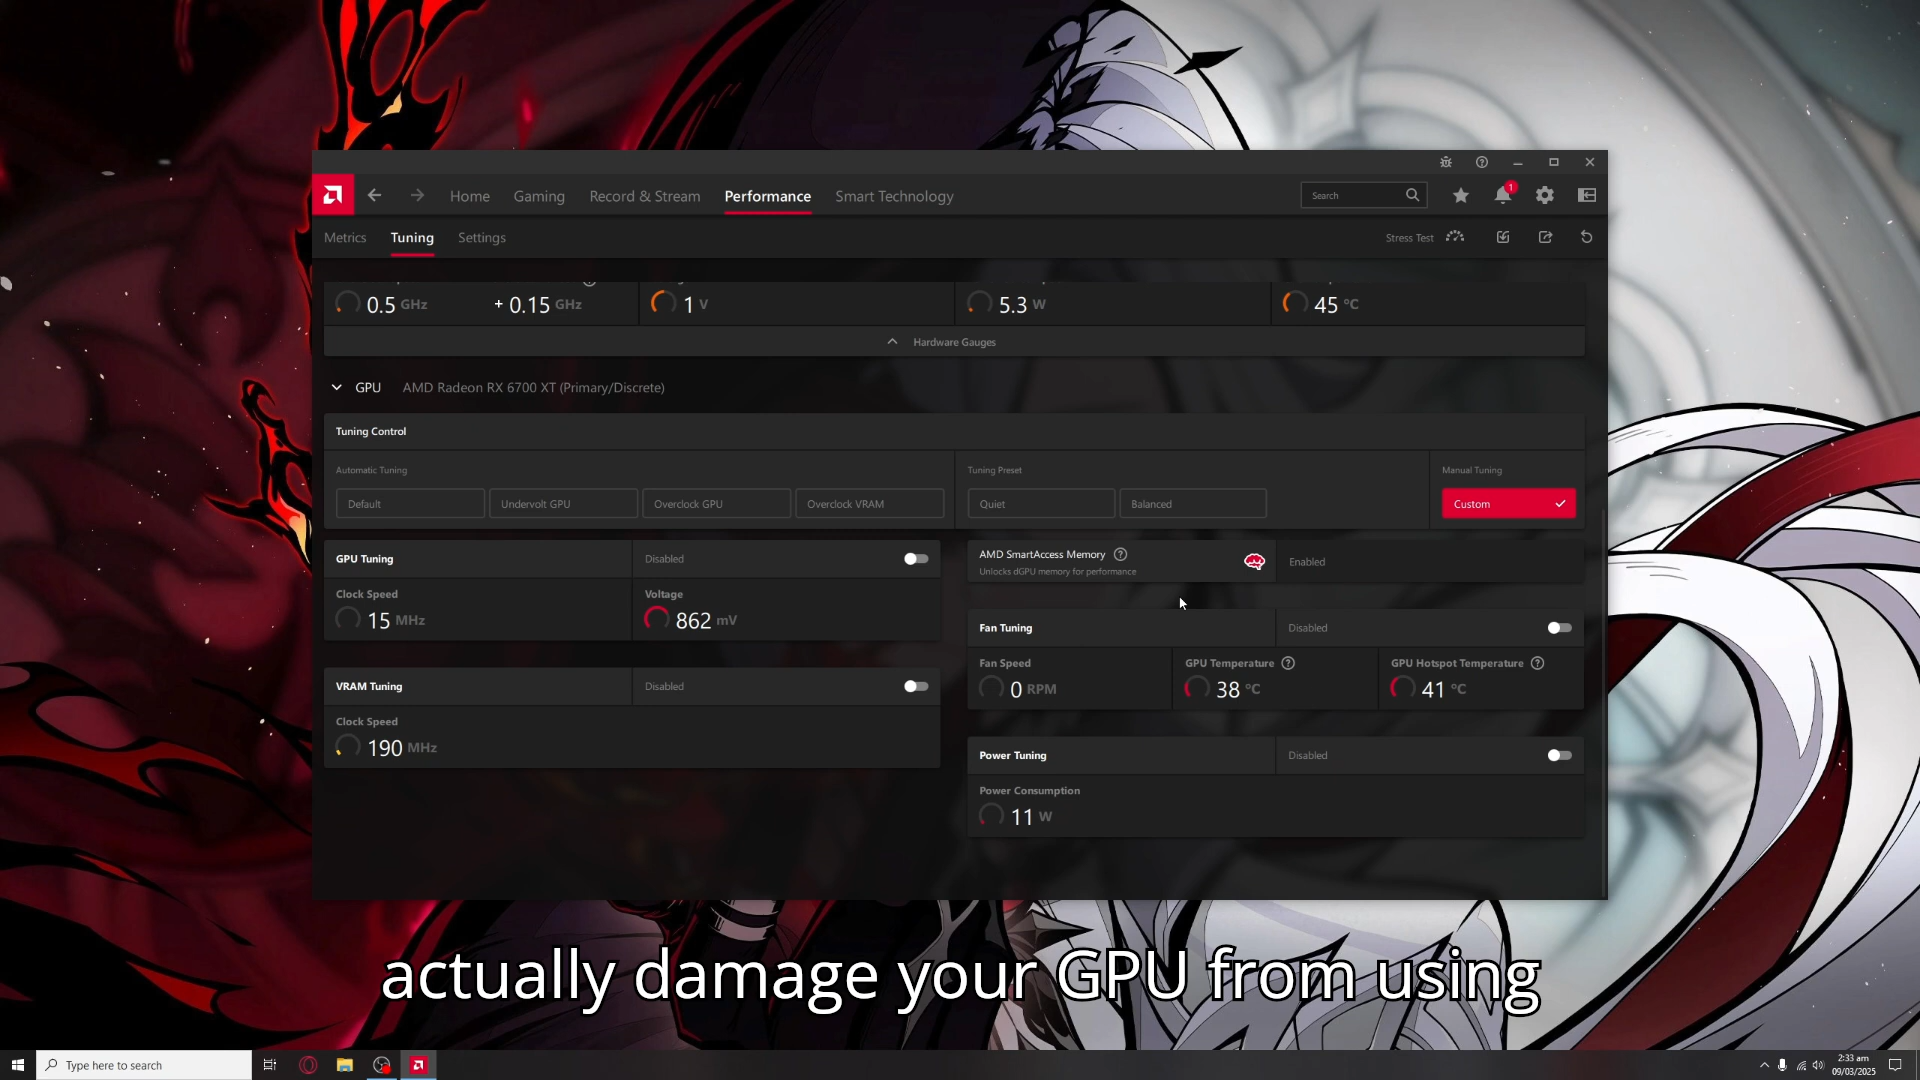 Home Gaming Record & Stream Performance Smart Technology Search 1
Metrics Tuning Settings Stress Test
0.5 GHz + 0.15 GHz 1 V 5.3 W 45 °C
Hardware Gauges
GPU AMD Radeon RX 6700 XT (Primary/Discrete)
Tuning Control
Automatic Tuning Tuning Preset Manual Tuning
Default Undervolt GPU Overclock GPU Overclock VRAM Quiet Balanced Custom
GPU Tuning Disabled
Clock Speed Voltage
15 MHz 862 mV
VRAM Tuning Disabled
Clock Speed
190 MHz
AMD SmartAccess Memory Enabled
Unlocks dGPU memory for performance
Fan Tuning Disabled
Fan Speed GPU Temperature GPU Hotspot Temperature
0 RPM 38 °C 41 °C
Power Tuning Disabled
Power Consumption
11 W
actually damage your GPU from using
Type here to search
2:33 am
09/03/2025